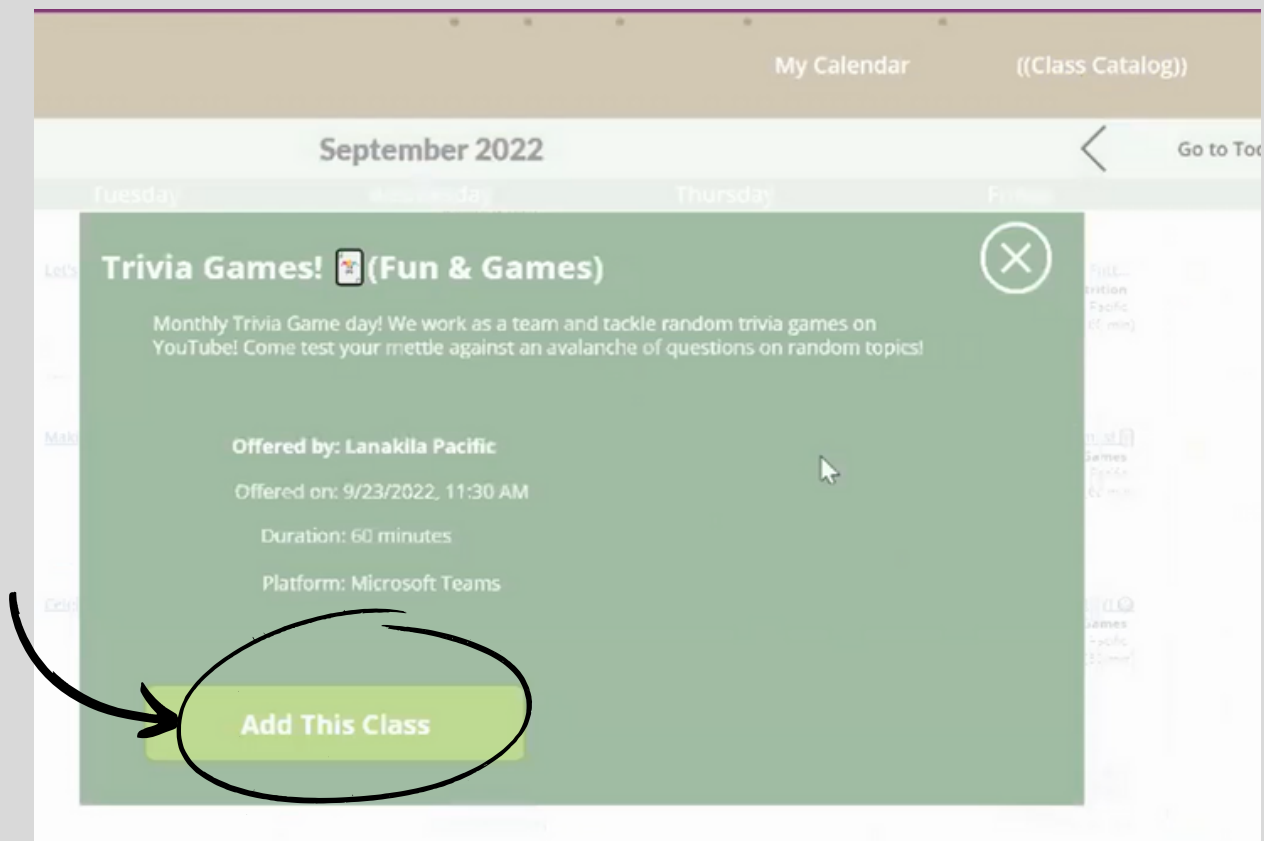 My Calendar
((Class Catalog))
September 2022
Go to
Tuesday
Thursday
Trivia Games! 🃏(Fun & Games)
Monthly Trivia Game day! We work as a team and tackle random trivia games on
YouTube! Come test your mettle against an avalanche of questions on random topics!
Offered by: Lanakila Pacific
Offered on: 9/23/2022, 11:30 AM
Duration: 60 minutes
Platform: Microsoft Teams
Add This Class
Let's
Games
Games